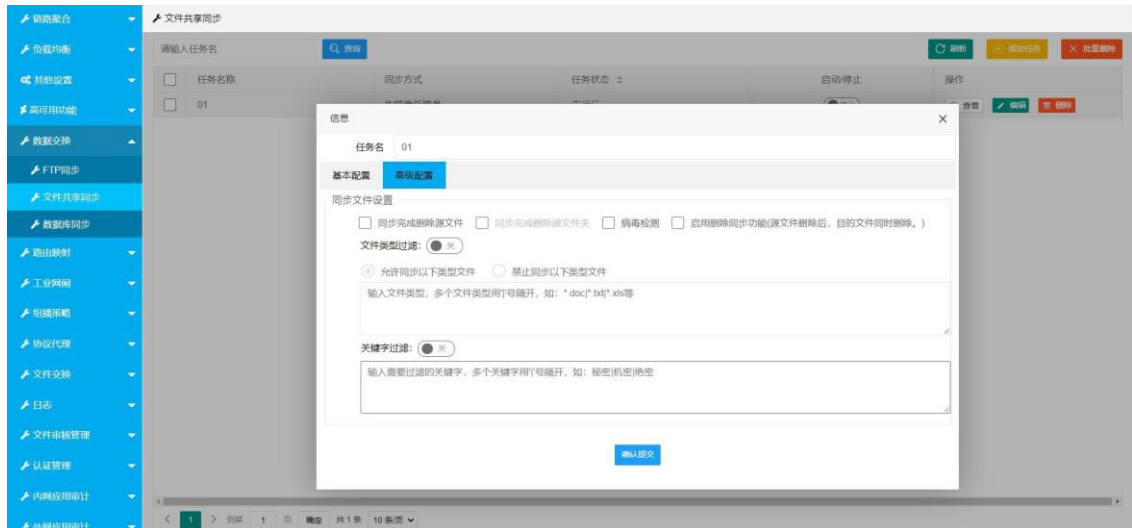 链路聚合
文件共享同步
负载均衡
请输入任务名
查询
刷新
添加任务
批量删除
其他设置
任务名称
同步方式
任务状态
启动/停止
操作
高可用功能
01
查看
编辑
删除
信息
数据交换
任务名 01
FTP同步
基本配置
高级配置
文件共享同步
同步文件设置
同步完成删除源文件
同步完成删除源文件夹
病毒检测
启用删除同步功能(源文件删除后，目的文件同时删除。)
数据库同步
文件类型过滤： 关
路由映射
允许同步以下类型文件
禁止同步以下类型文件
工业网闸
输入文件类型，多个文件类型用'|'号隔开，如：*.doc|*.txt|*.xls等
组播策略
协议代理
关键字过滤： 关
文件交换
输入需要过滤的关键字，多个关键字用'|'号隔开，如：秘密|机密|绝密
日志
文件审核管理
确认提交
认证管理
内网应用审计
1
到第 1 页
确定
共 1 条
10 条/页
外网应用审计